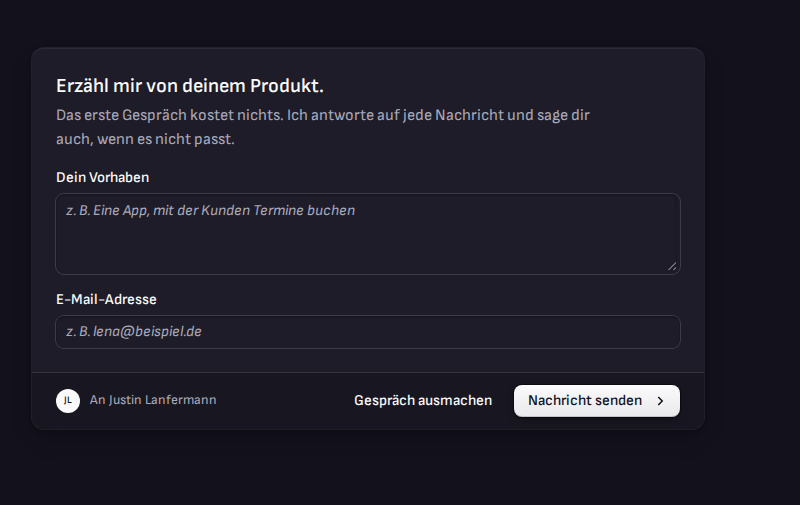 Erzähl mir von deinem Produkt.
Das erste Gespräch kostet nichts. Ich antworte auf jede Nachricht und sage dir
auch, wenn es nicht passt.
Dein Vorhaben
z. B. Eine App, mit der Kunden Termine buchen
E-Mail-Adresse
z. B. lena@beispiel.de
JL An Justin Lanfermann Gespräch ausmachen Nachricht senden